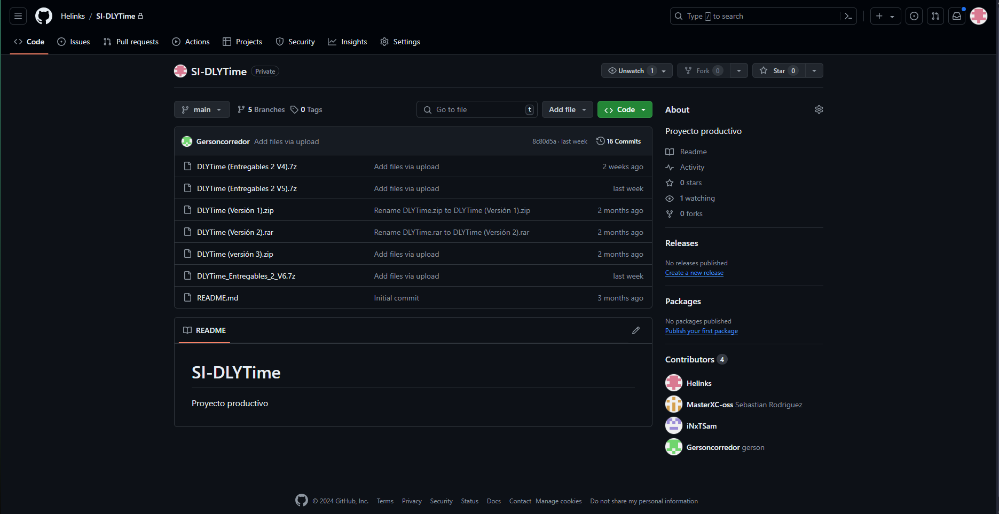 Helinks / SI-DLYTime
Type / to search
Code Issues Pull requests Actions Projects Security Insights Settings
SI-DLYTime Private
Unwatch 1 Fork 0 Star 0
main 5 Branches 0 Tags
Go to file t Add file Code
Gersoncorredor Add files via upload 8c80d5a · last week 16 Commits
DLYTime (Entregables 2 V4).7z Add files via upload 2 weeks ago
DLYTime (Entregables 2 V5).7z Add files via upload last week
DLYTime (Versión 1).zip Rename DLYTime.zip to DLYTime (Versión 1).zip 2 months ago
DLYTime (Versión 2).rar Rename DLYTime.rar to DLYTime (Versión 2).rar 2 months ago
DLYTime (versión 3).zip Add files via upload 2 months ago
DLYTime_Entregables_2_V6.7z Add files via upload last week
README.md Initial commit 3 months ago
README
SI-DLYTime
Proyecto productivo
About
Proyecto productivo
Readme
Activity
0 stars
1 watching
0 forks
Releases
No releases published
Create a new release
Packages
No packages published
Publish your first package
Contributors 4
Helinks
MasterXC-oss Sebastian Rodriguez
iNxTSam
Gersoncorredor gerson
© 2024 GitHub, Inc. Terms Privacy Security Status Docs Contact Manage cookies Do not share my personal information